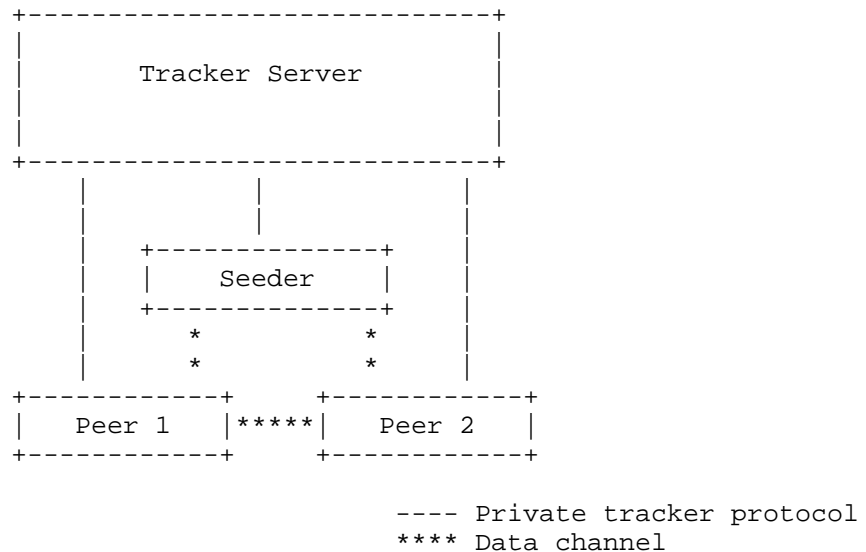 Tracker Server
Seeder
Peer 1 ***** Peer 2
---- Private tracker protocol
**** Data channel